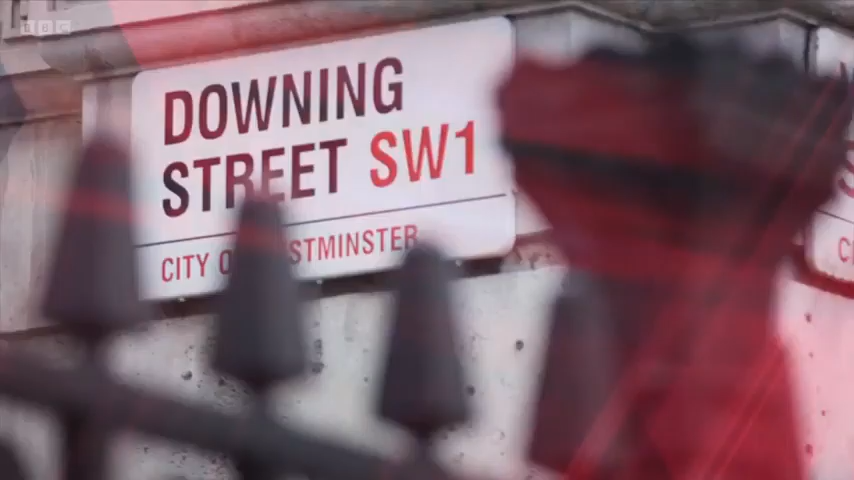 BBC
DOWNING
STREET SW1
CITY OF WESTMINSTER